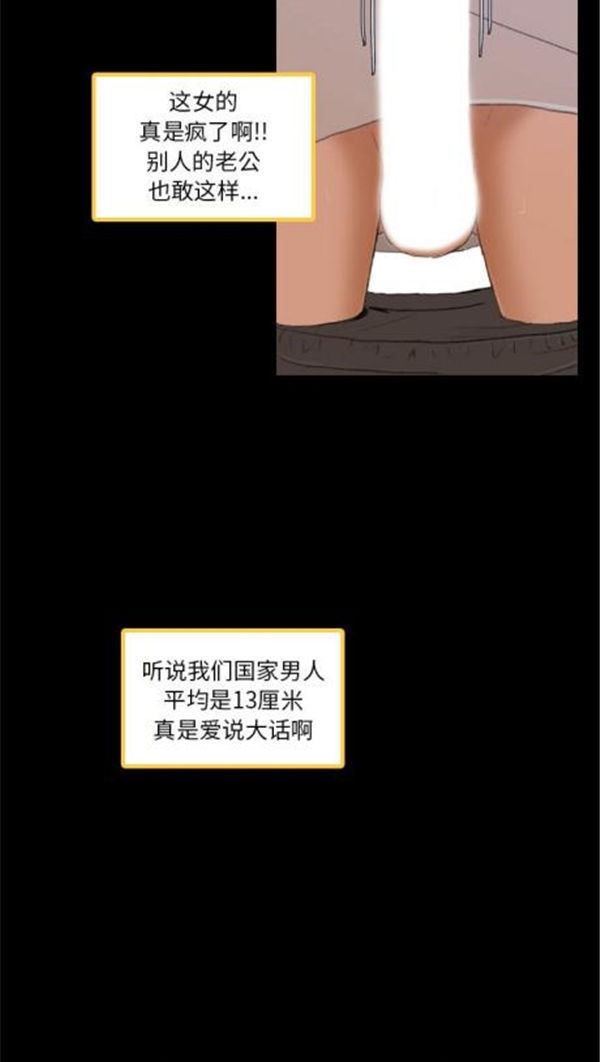 这女的
真是疯了啊!!
别人的老公
也敢这样...
听说我们国家男人
平均是13厘米
真是爱说大话啊